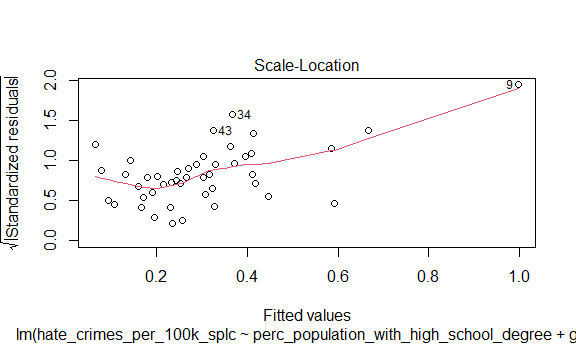 Scale-Location
√|Standardized residuals|
2.0
1.5
1.0
0.5
0.0
9
34
43
0.2 0.4 0.6 0.8 1.0
Fitted values
lm(hate_crimes_per_100k_splc ~ perc_population_with_high_school_degree + g